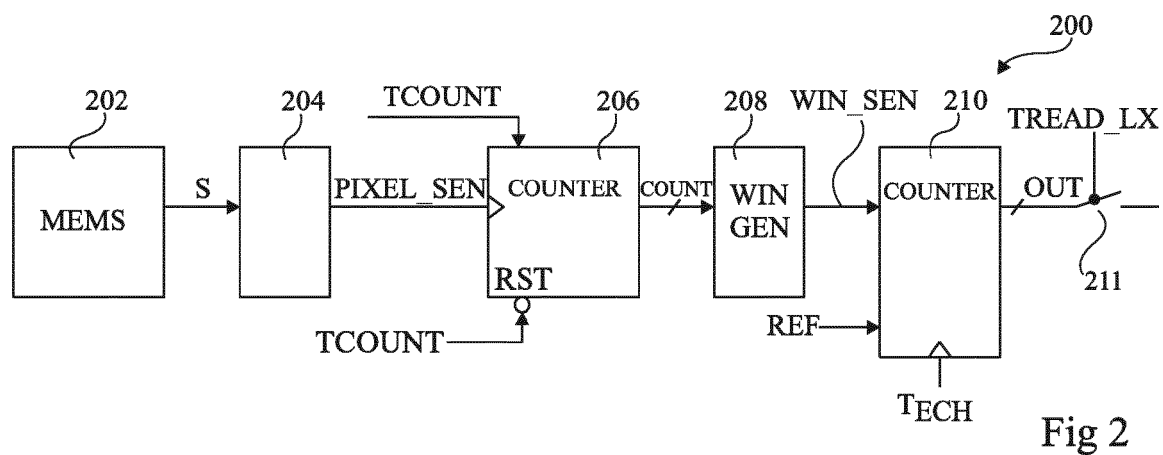 200
202
204
TCOUNT
206
208
WIN_SEN
210
TREAD_LX
MEMS
S
PIXEL_SEN
COUNTER
COUNT
WIN
GEN
COUNTER
OUT
211
RST
TCOUNT
REF
TECH
Fig 2